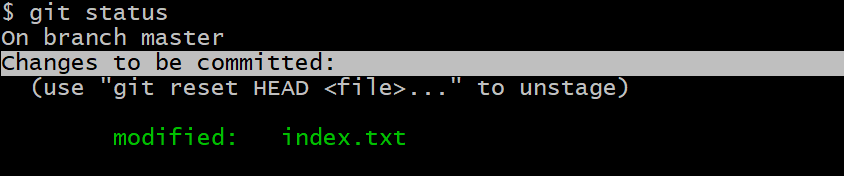 $ git status
On branch master
Changes to be committed:
  (use "git reset HEAD <file>..." to unstage)
        modified:   index.txt